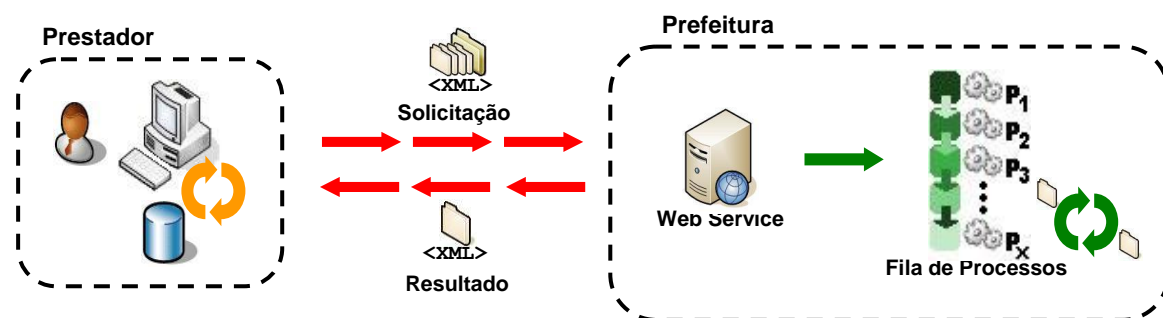 Prestador
Prefeitura
<XML>
Solicitação
P1
P2
P3
Px
Web Service
<XML>
Resultado
Fila de Processos